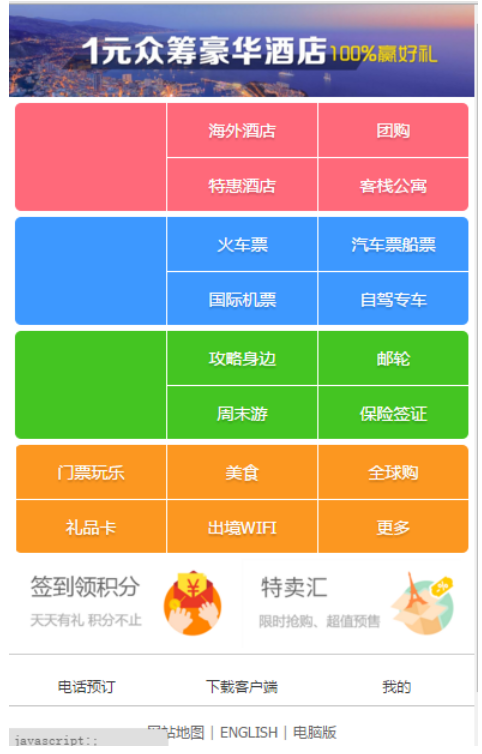 1元众筹豪华酒店100%赢好礼
海外酒店 团购
特惠酒店 客栈公寓
火车票 汽车票船票
国际机票 自驾专车
攻略身边 邮轮
周末游 保险签证
门票玩乐 美食 全球购
礼品卡 出境WIFI 更多
签到领积分 特卖汇
天天有礼 积分不止 限时抢购、超值预售
电话预订 下载客户端 我的
网站地图 | ENGLISH | 电脑版
javascript:;